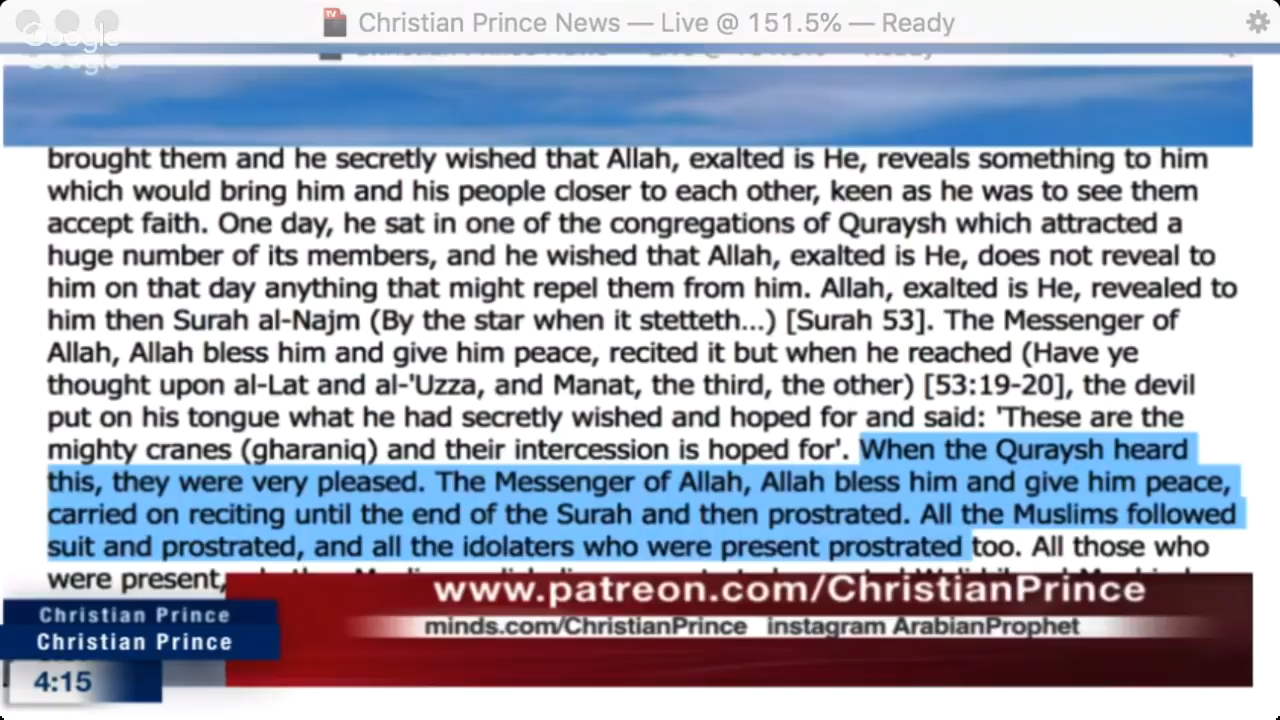 Christian Prince News — Live @ 151.5% — Ready
Google
Google
brought them and he secretly wished that Allah, exalted is He, reveals something to him
which would bring him and his people closer to each other, keen as he was to see them
accept faith. One day, he sat in one of the congregations of Quraysh which attracted a
huge number of its members, and he wished that Allah, exalted is He, does not reveal to
him on that day anything that might repel them from him. Allah, exalted is He, revealed to
him then Surah al-Najm (By the star when it stetteth...) [Surah 53]. The Messenger of
Allah, Allah bless him and give him peace, recited it but when he reached (Have ye
thought upon al-Lat and al-'Uzza, and Manat, the third, the other) [53:19-20], the devil
put on his tongue what he had secretly wished and hoped for and said: 'These are the
mighty cranes (gharaniq) and their intercession is hoped for'. When the Quraysh heard
this, they were very pleased. The Messenger of Allah, Allah bless him and give him peace,
carried on reciting until the end of the Surah and then prostrated. All the Muslims followed
suit and prostrated, and all the idolaters who were present prostrated too. All those who
were present,
www.patreon.com/ChristianPrince
minds.com/ChristianPrince instagram ArabianProphet
Christian Prince
Christian Prince
4:15